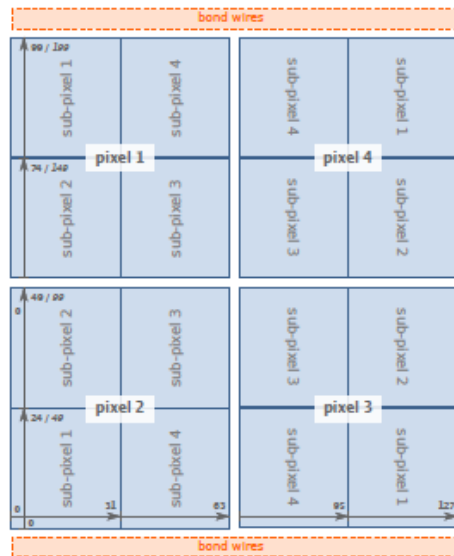 bond wires
99 / 199
sub-pixel 1
sub-pixel 4
sub-pixel 4
sub-pixel 1
pixel 1
pixel 4
74 / 149
sub-pixel 2
sub-pixel 3
sub-pixel 3
sub-pixel 2
49 / 99
0
sub-pixel 2
sub-pixel 3
sub-pixel 3
sub-pixel 2
pixel 2
pixel 3
24 / 49
sub-pixel 1
sub-pixel 4
sub-pixel 4
sub-pixel 1
0
31
63
95
127
0
bond wires